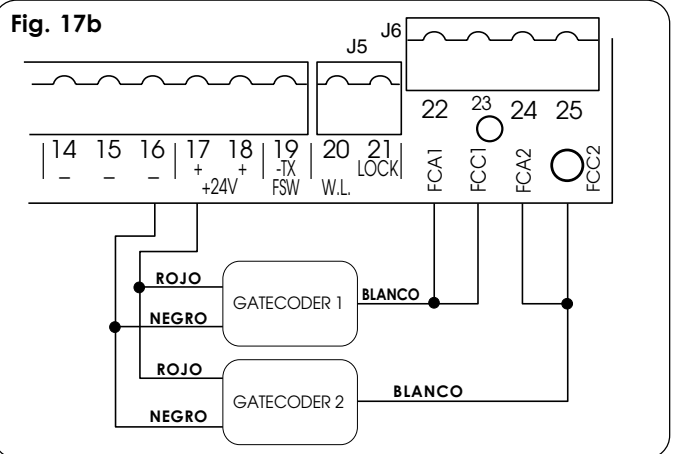 Fig. 17b
J5
J6
22 23 24 25
14 15 16 17 18 19 20 21
– – – + + -TX LOCK
+24V FSW W.L.
FCA1
FCC1
FCA2
FCC2
ROJO
GATECODER 1
BLANCO
NEGRO
ROJO
GATECODER 2
BLANCO
NEGRO